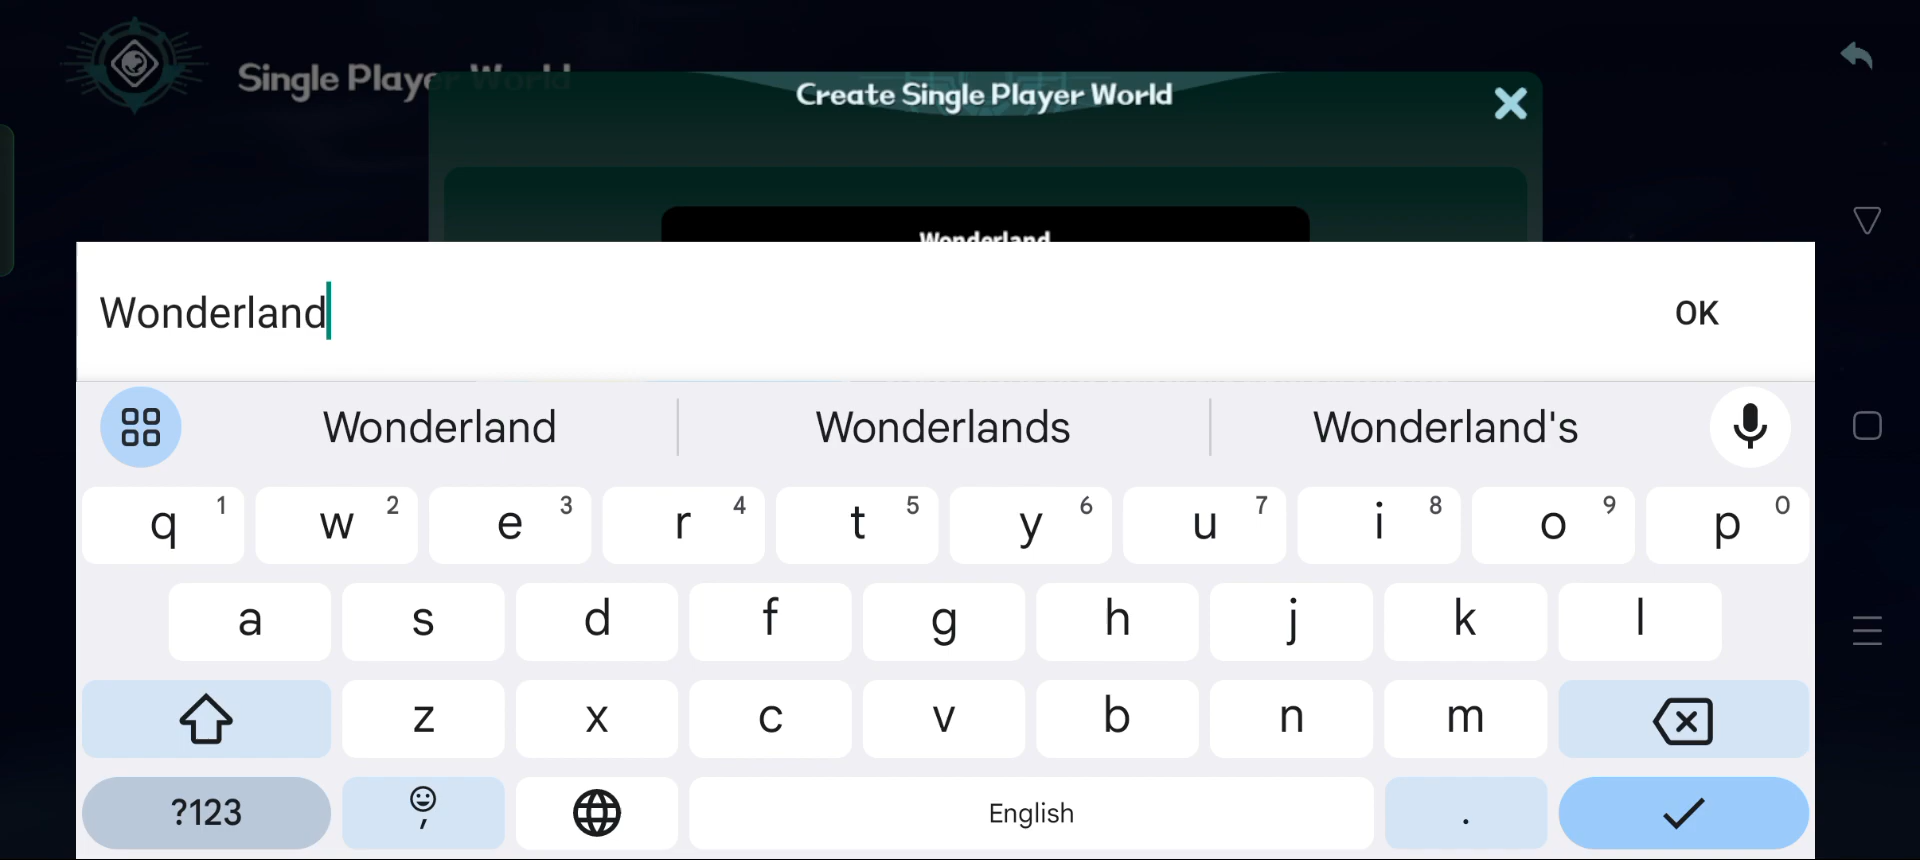 Single Player World
Create Single Player World
Wonderland
Wonderland
OK
Wonderland
Wonderlands
Wonderland's
q 1 w 2 e 3 r 4 t 5 y 6 u 7 i 8 o 9 p 0
a s d f g h j k l
z x c v b n m
?123 , English .